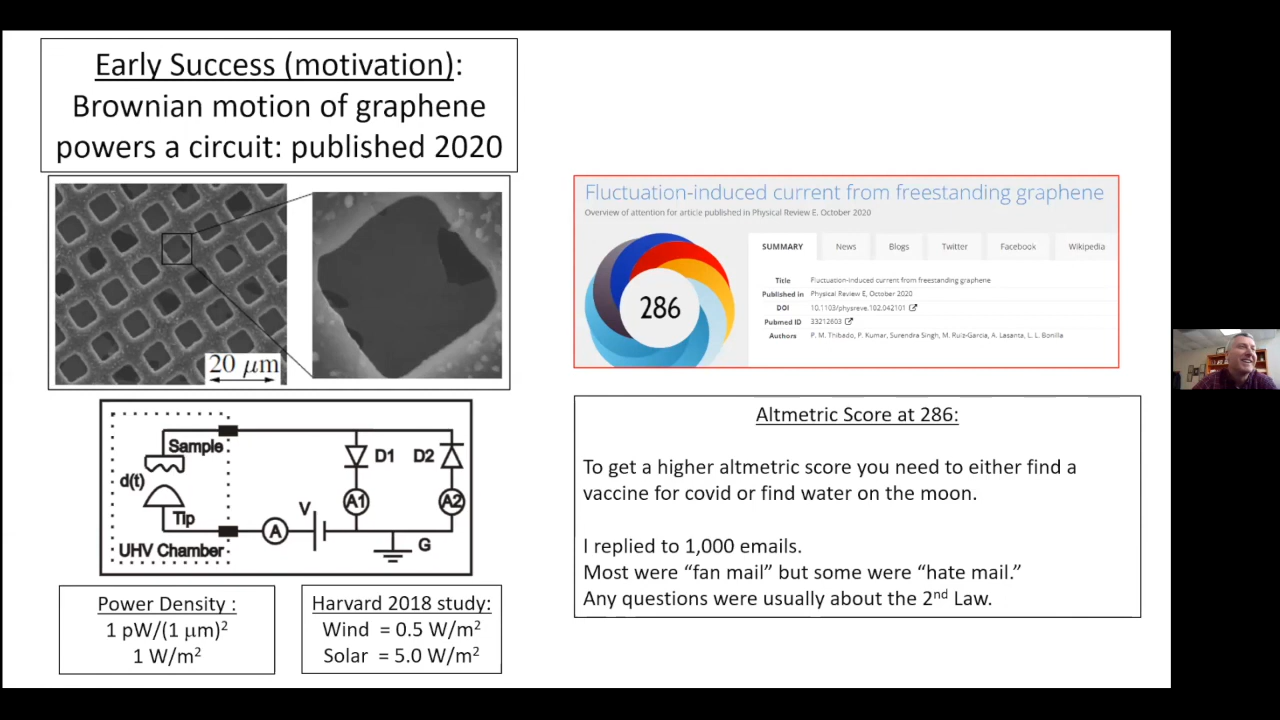 Early Success (motivation):
Brownian motion of graphene
powers a circuit: published 2020
20 μm
Sample
d(t)
Tip
UHV Chamber
A
V
D1
D2
A1
A2
G
Power Density :
1 pW/(1 μm)²
1 W/m²
Harvard 2018 study:
Wind = 0.5 W/m²
Solar = 5.0 W/m²
Fluctuation-induced current from freestanding graphene
Overview of attention for article published in Physical Review E, October 2020
286
SUMMARY News Blogs Twitter Facebook Wikipedia
Title Fluctuation-induced current from freestanding graphene
Published in Physical Review E, October 2020
DOI 10.1103/physreve.102.042101
Pubmed ID 33212603
Authors P. M. Thibado, P. Kumar, Surendra Singh, M. Ruiz-Garcia, A. Lasanta, L. L. Bonilla
Altmetric Score at 286:
To get a higher altmetric score you need to either find a
vaccine for covid or find water on the moon.
I replied to 1,000 emails.
Most were “fan mail” but some were “hate mail.”
Any questions were usually about the 2nd Law.